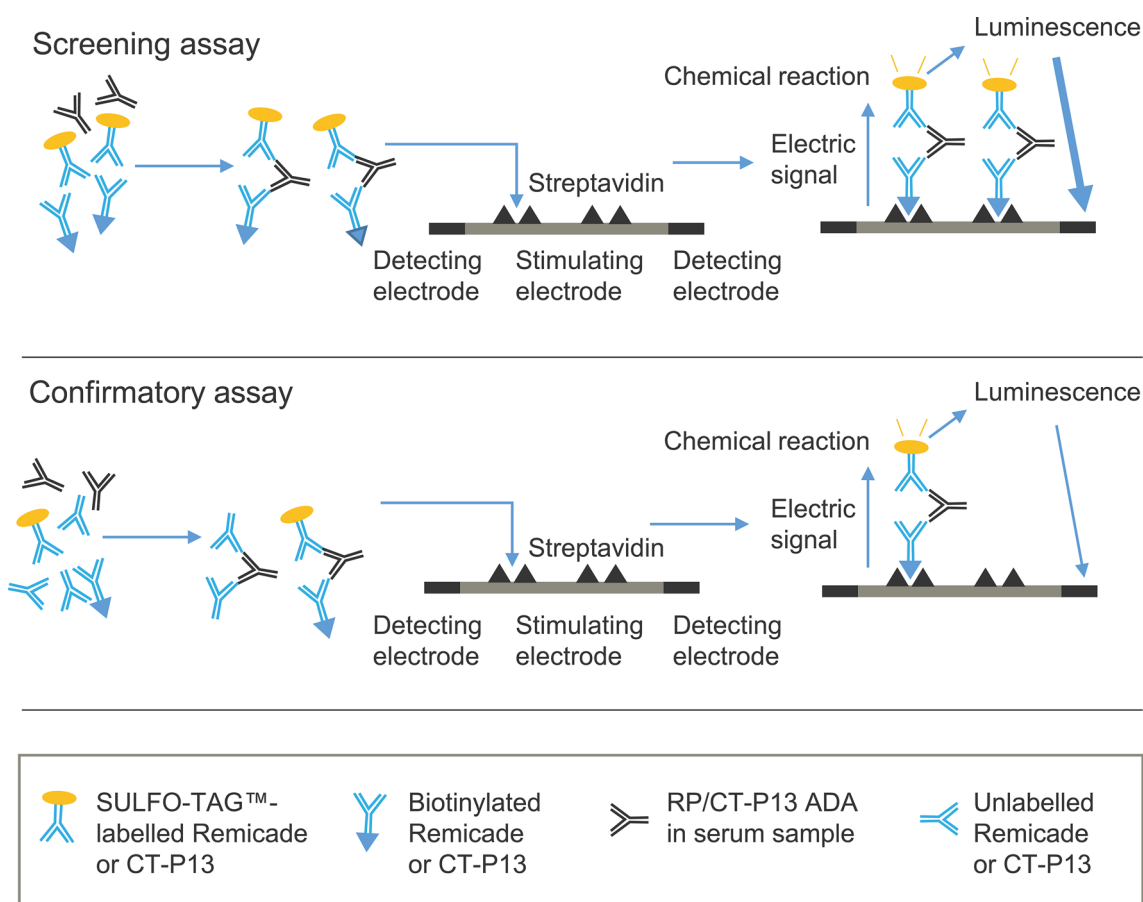 Screening assay
Luminescence
Chemical reaction
Electric
signal
Streptavidin
Detecting
electrode
Stimulating
electrode
Detecting
electrode
Confirmatory assay
Luminescence
Chemical reaction
Electric
signal
Streptavidin
Detecting
electrode
Stimulating
electrode
Detecting
electrode
SULFO-TAG™-
labelled Remicade
or CT-P13
Biotinylated
Remicade
or CT-P13
RP/CT-P13 ADA
in serum sample
Unlabelled
Remicade
or CT-P13